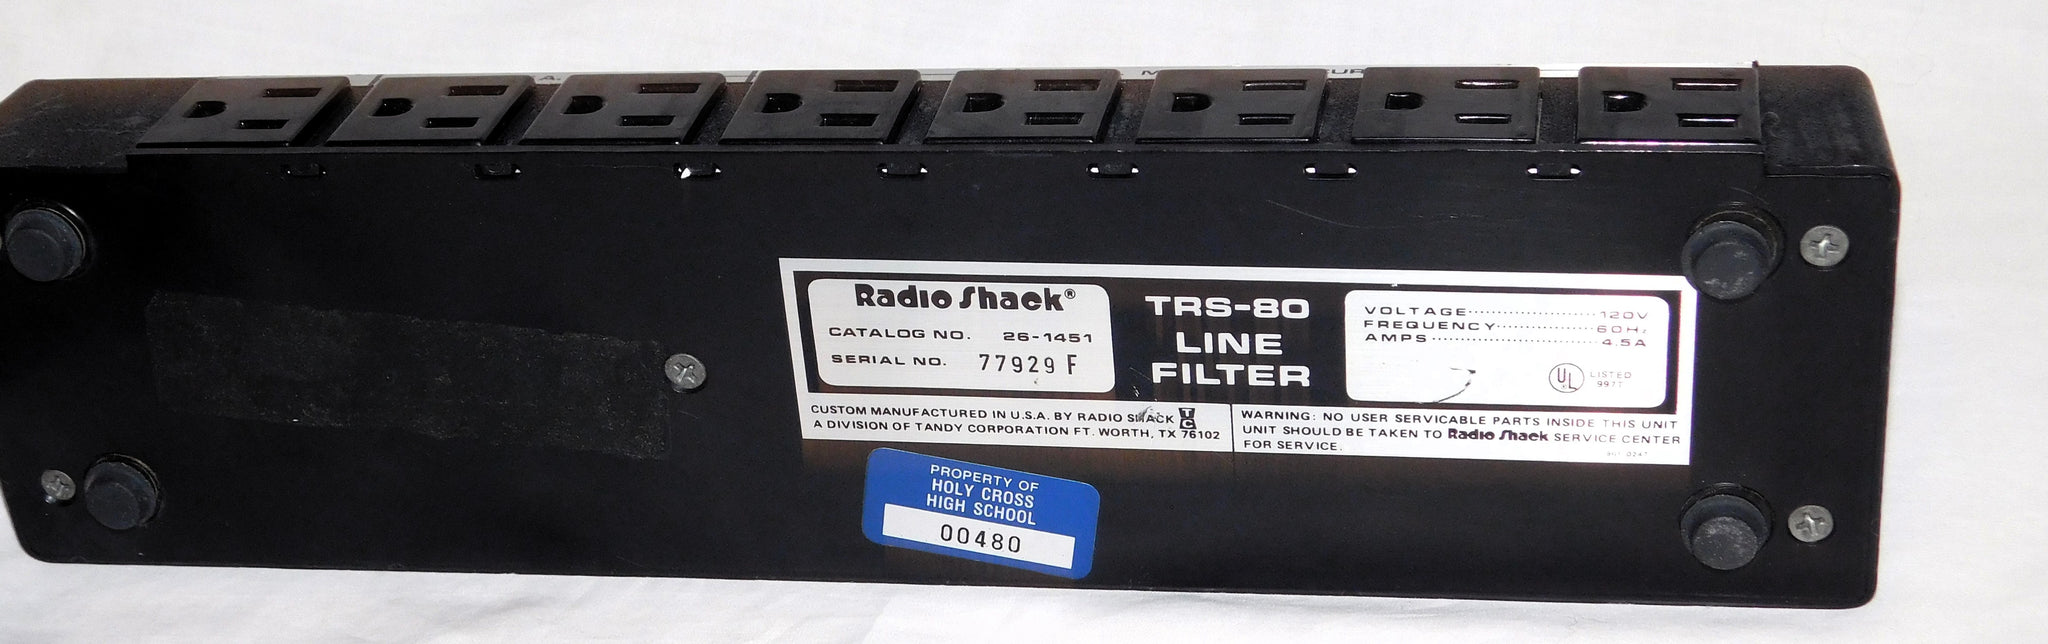 Radio Shack®
CATALOG NO. 26-1451
SERIAL NO. 77929 F
TRS-80
LINE
FILTER
VOLTAGE 120V
FREQUENCY 60Hz
AMPS 4.5A
UL
LISTED
CUSTOM MANUFACTURED IN U.S.A. BY RADIO SHACK TC
A DIVISION OF TANDY CORPORATION FT. WORTH, TX 76102
WARNING: NO USER SERVICABLE PARTS INSIDE THIS UNIT
UNIT SHOULD BE TAKEN TO Radio Shack SERVICE CENTER
FOR SERVICE.
PROPERTY OF
HOLY CROSS
HIGH SCHOOL
00480